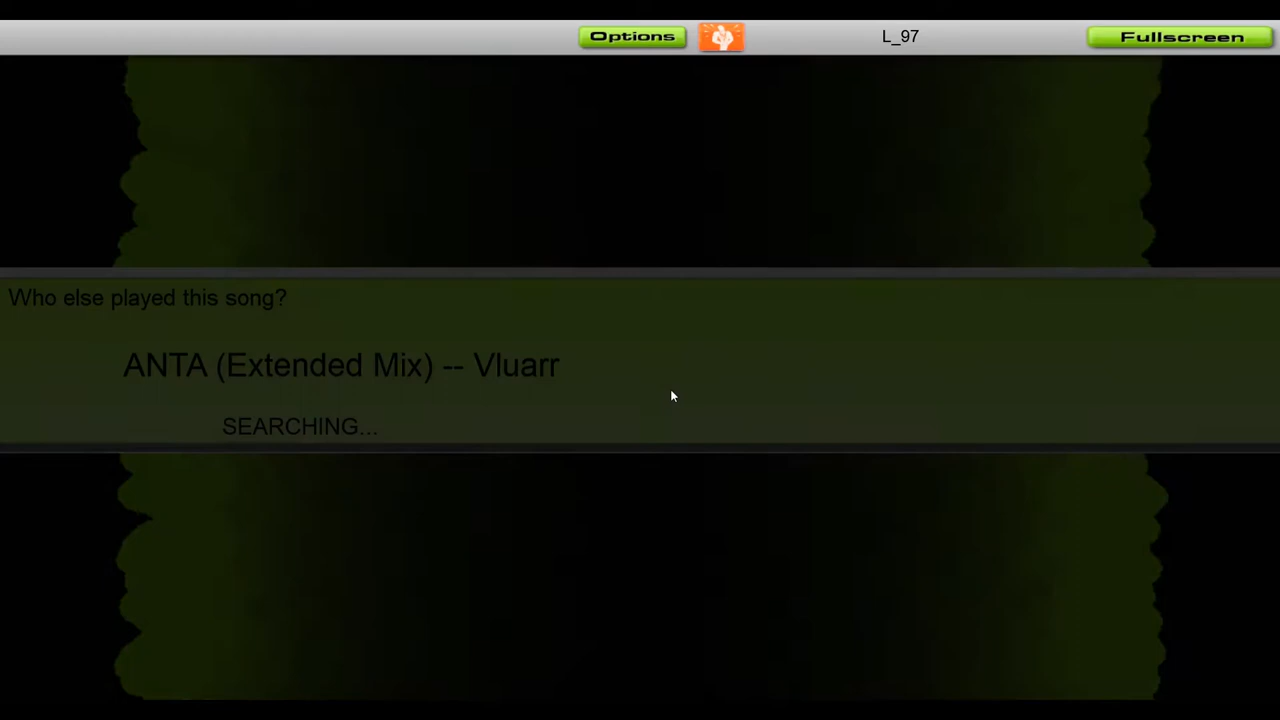 Options
L_97
Fullscreen
Who else played this song?
ANTA (Extended Mix) -- Vluarr
SEARCHING...